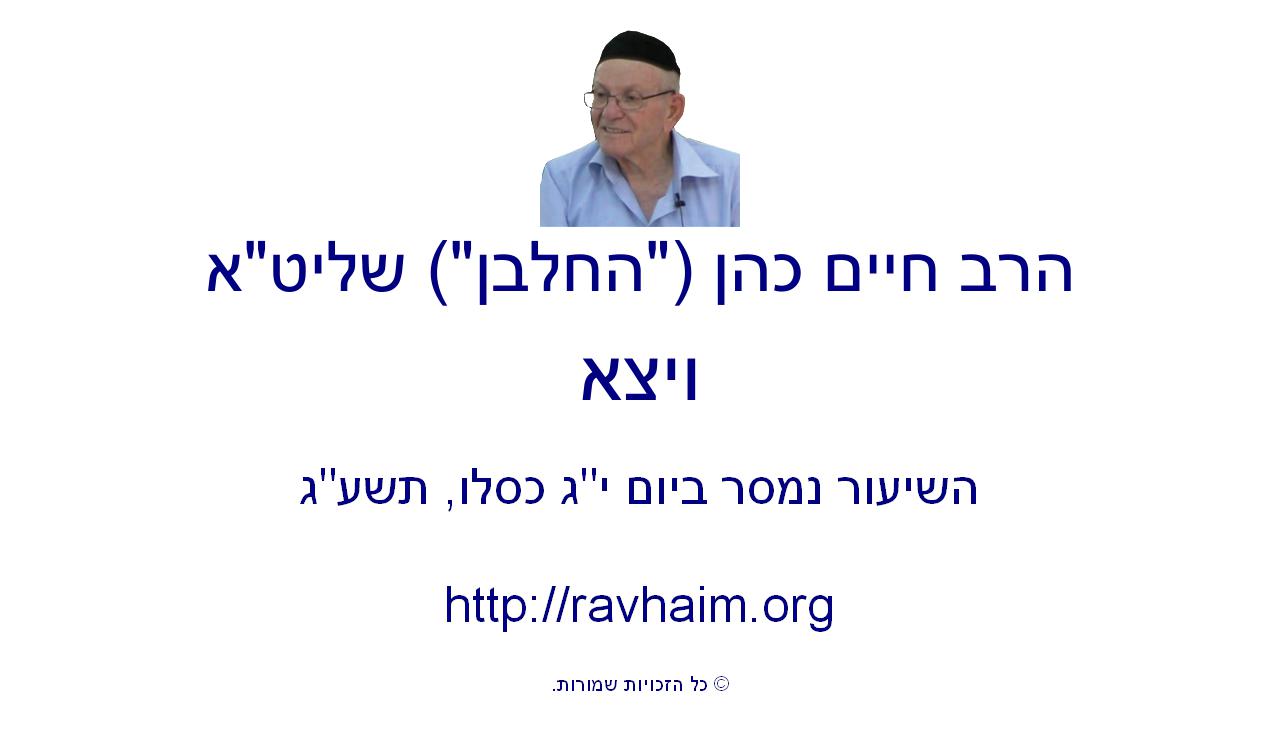 הרב חיים כהן ("החלבן") שליט"א
ויצא
השיעור נמסר ביום י''ג כסלו, תשע''ג
http://ravhaim.org
© כל הזכויות שמורות.